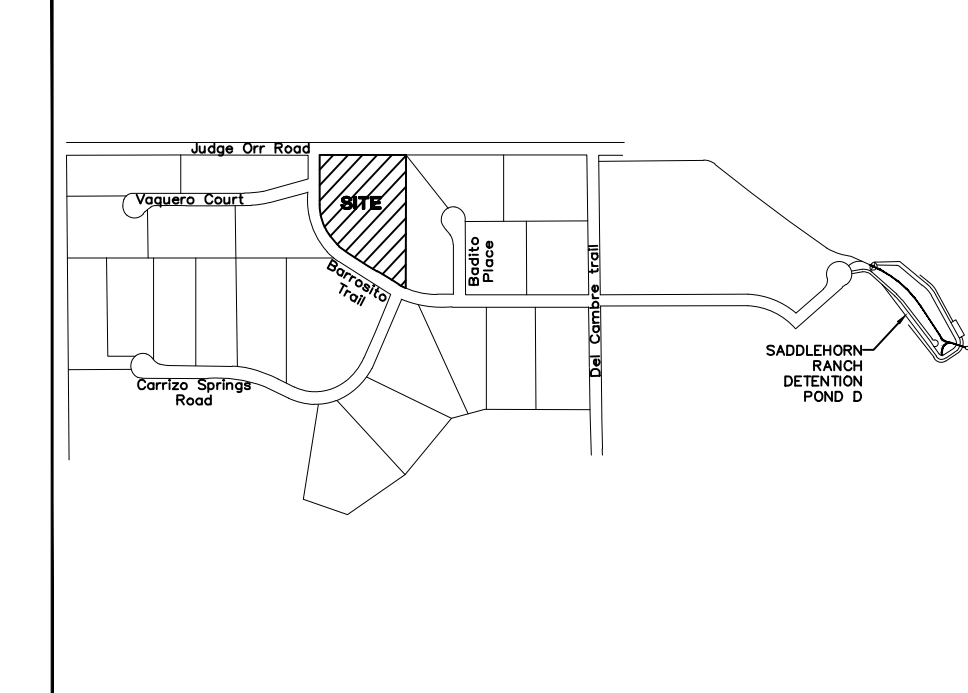 Judge Orr Road
Vaquero Court
SITE
Badito
Place
Barrosito
Trail
Del Cambre trail
SADDLEHORN
RANCH
DETENTION
POND D
Carrizo Springs
Road